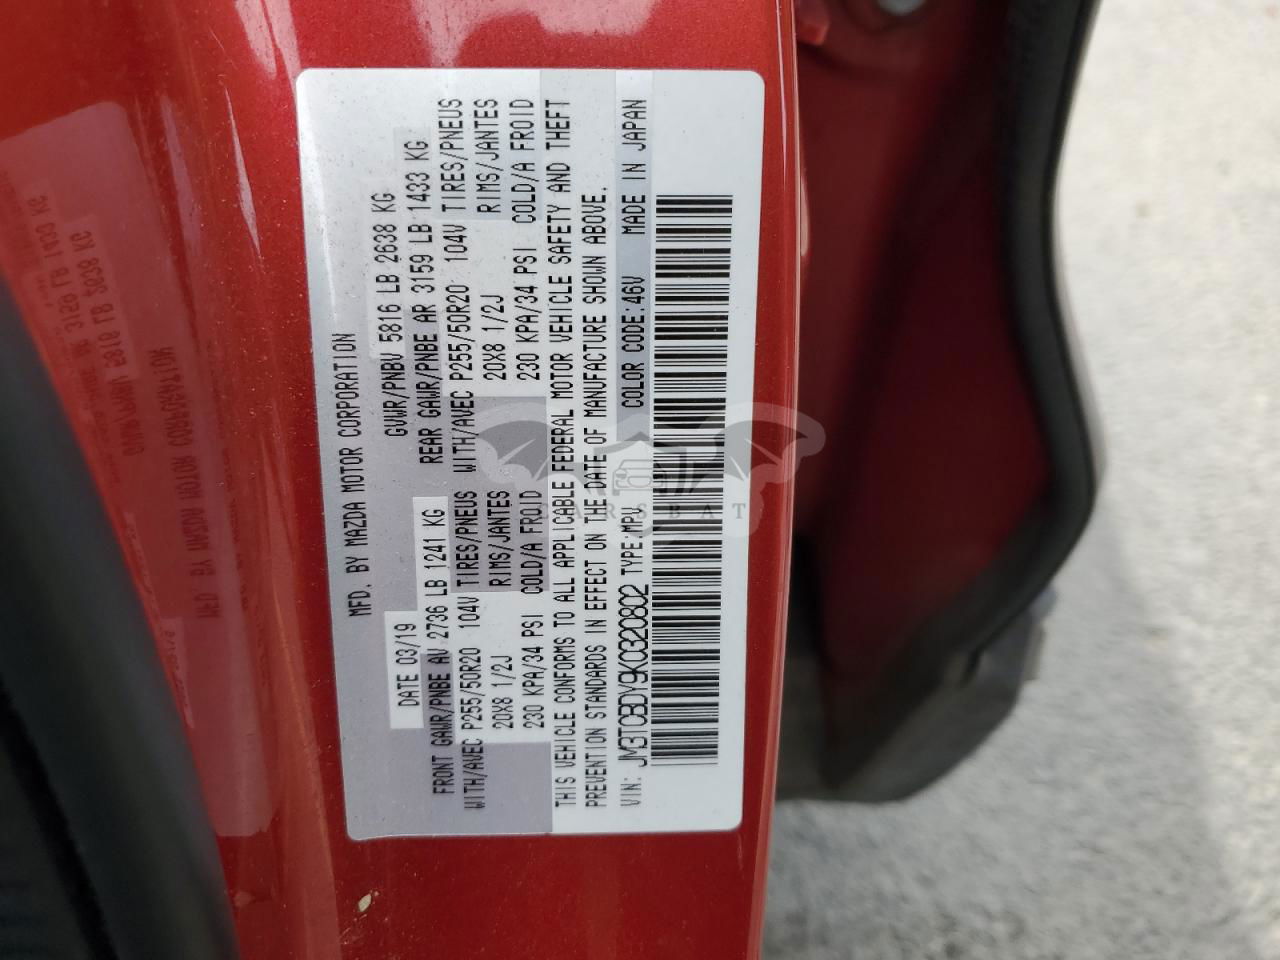 MFD. BY MAZDA MOTOR CORPORATION
DATE 03/19 GVWR/PNBV 5816 LB 2638 KG
FRONT GAWR/PNBE AV 2736 LB 1241 KG REAR GAWR/PNBE AR 3159 LB 1433 KG
WITH/AVEC P255/50R20 104V TIRES/PNEUS WITH/AVEC P255/50R20 104V TIRES/PNEUS
20X8 1/2J RIMS/JANTES 20X8 1/2J RIMS/JANTES
230 KPA/34 PSI COLD/A FROID 230 KPA/34 PSI COLD/A FROID
THIS VEHICLE CONFORMS TO ALL APPLICABLE FEDERAL MOTOR VEHICLE SAFETY AND THEFT
PREVENTION STANDARDS IN EFFECT ON THE DATE OF MANUFACTURE SHOWN ABOVE.
VIN: JM3TCBDY9K0320802 TYPE:MPV COLOR CODE:46V MADE IN JAPAN
CARSBAT